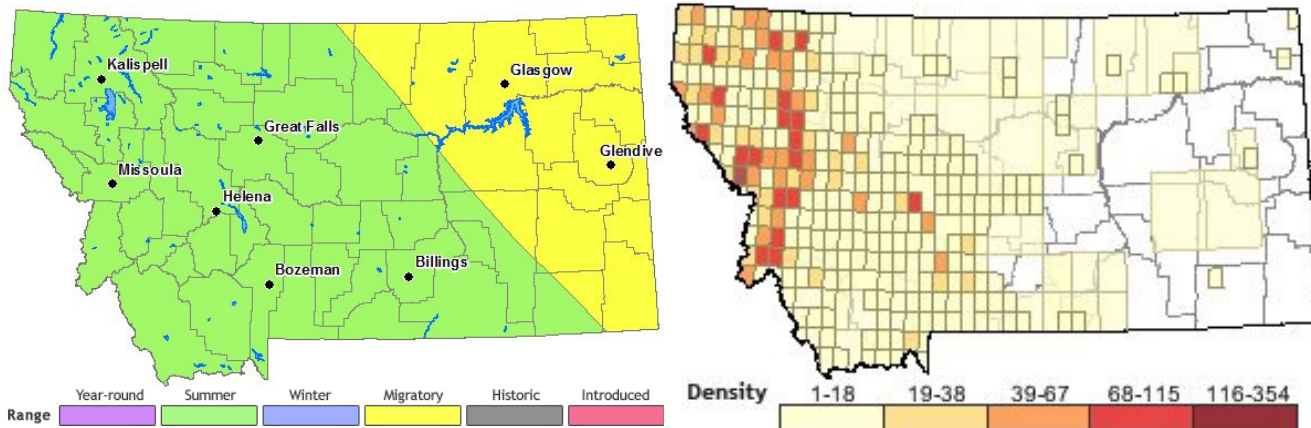 Kalispell
Glasgow
Great Falls
Glendive
Missoula
Helena
Bozeman
Billings
Year-round Summer Winter Migratory Historic Introduced
Range
Density 1-18 19-38 39-67 68-115 116-354